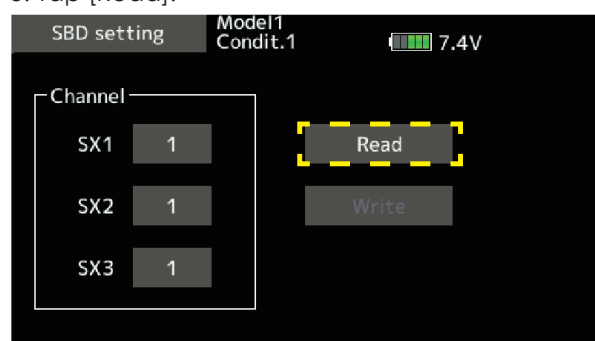 SBD setting
Model1
Condit.1
7.4V
Channel
SX1 1
Read
SX2 1
Write
SX3 1